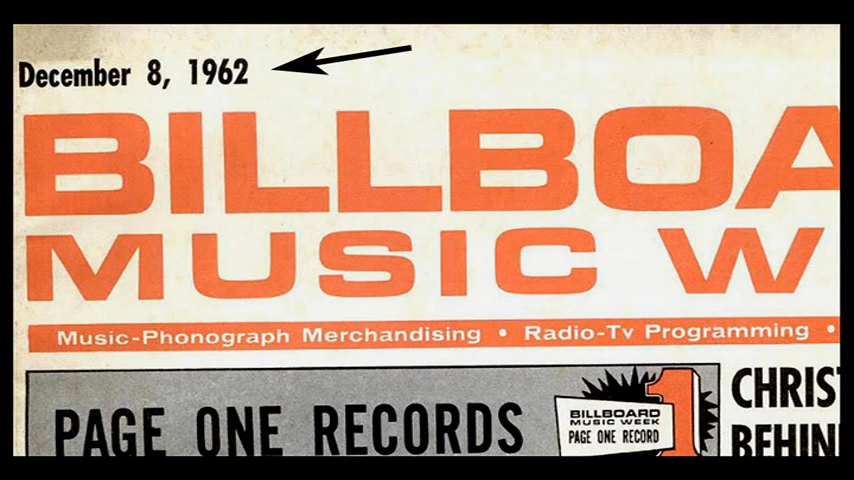 December 8, 1962
BILLBOA
MUSIC W
Music-Phonograph Merchandising • Radio-Tv Programming •
PAGE ONE RECORDS
BILLBOARD
MUSIC WEEK
PAGE ONE RECORD
1
CHRIST
BEHIN